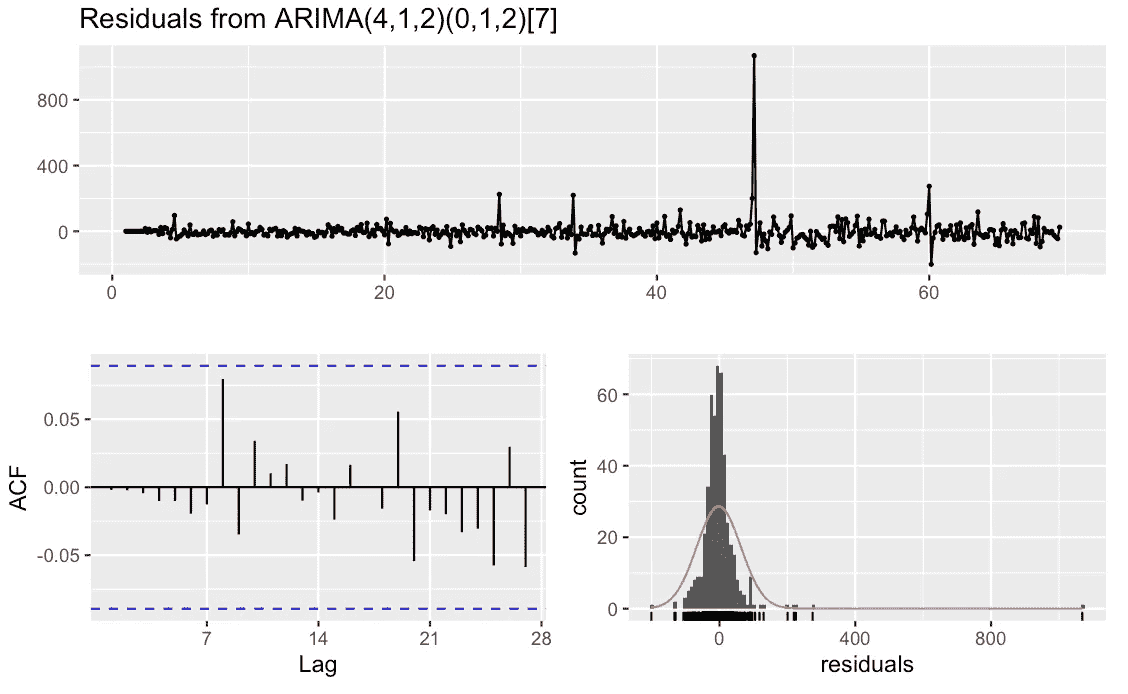 Residuals from ARIMA(4,1,2)(0,1,2)[7]
800
400
0
0 20 40 60
ACF
0.05
0.00
-0.05
7 14 21 28
Lag
count
60
40
20
0
0 400 800
residuals